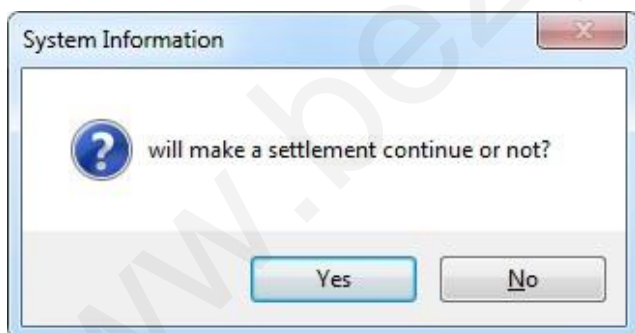 System Information
will make a settlement continue or not?
Yes
No